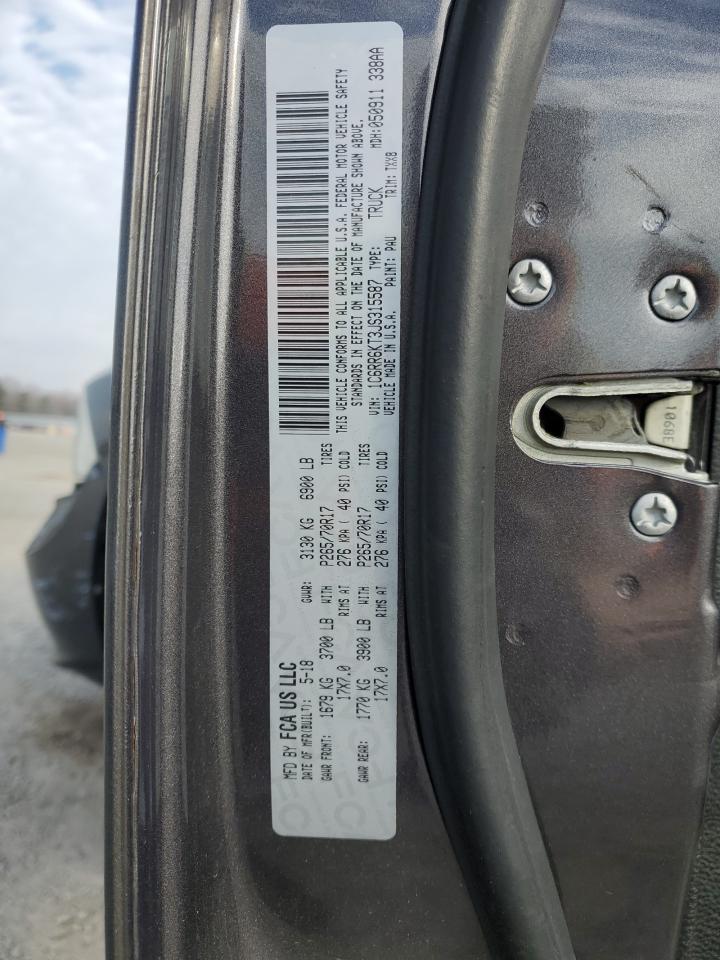 MFD BY FCA US LLC
DATE OF MFR(BUILT): 5-18 GVWR: 3130 KG 6900 LB
GAWR FRONT: 1679 KG 3700 LB WITH P265/70R17 TIRES
17X7.0 RIMS AT 276 KPA ( 40 PSI) COLD
GAWR REAR: 1770 KG 3900 LB WITH P265/70R17 TIRES
17X7.0 RIMS AT 276 KPA ( 40 PSI) COLD
THIS VEHICLE CONFORMS TO ALL APPLICABLE U.S.A. FEDERAL MOTOR VEHICLE SAFETY
STANDARDS IN EFFECT ON THE DATE OF MANUFACTURE SHOWN ABOVE.
VIN: 1C6RR6KT3JS315587 TYPE: TRUCK MDH:050911 338AA
VEHICLE MADE IN U.S.A. PAINT: PAU TRIM: TXX8
1068E